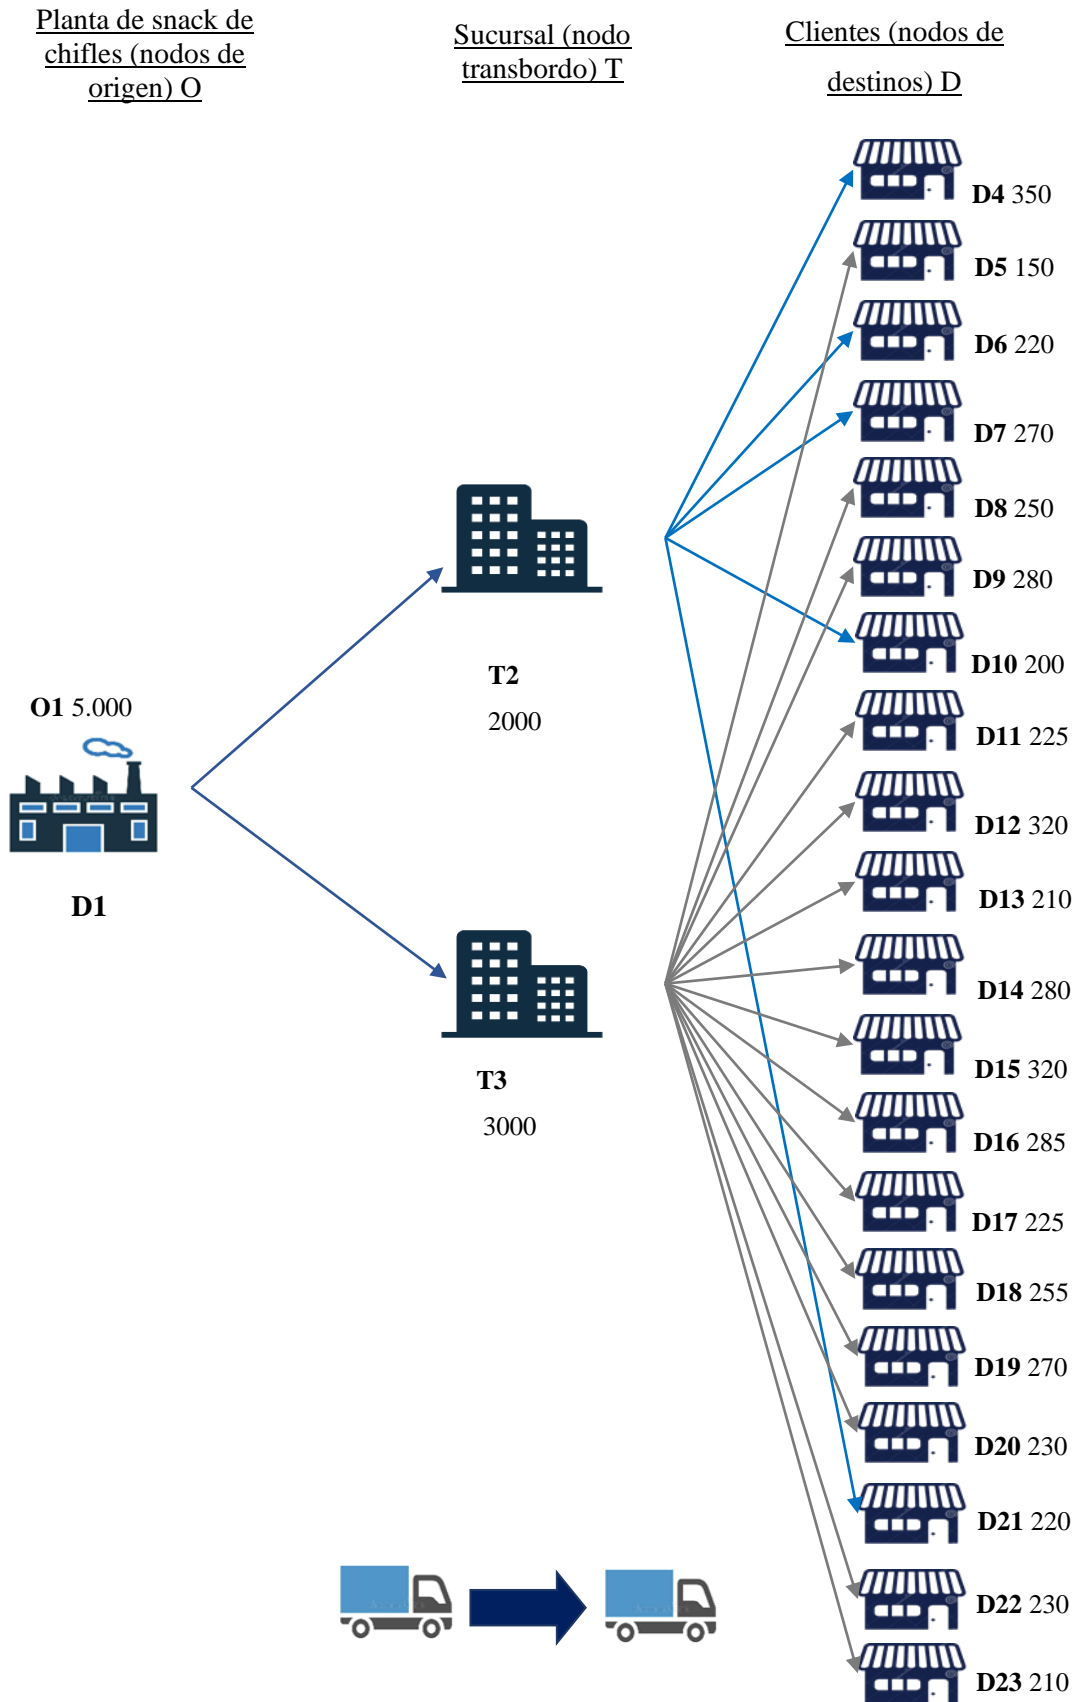 Planta de snack de
chifles (nodos de
origen) O
Sucursal (nodo
transbordo) T
Clientes (nodos de
destinos) D
D4 350
D5 150
D6 220
D7 270
D8 250
D9 280
D10 200
T2
2000
O1 5.000
D11 225
D12 320
D1
D13 210
D14 280
T3
3000
D15 320
D16 285
D17 225
D18 255
D19 270
D20 230
D21 220
D22 230
D23 210